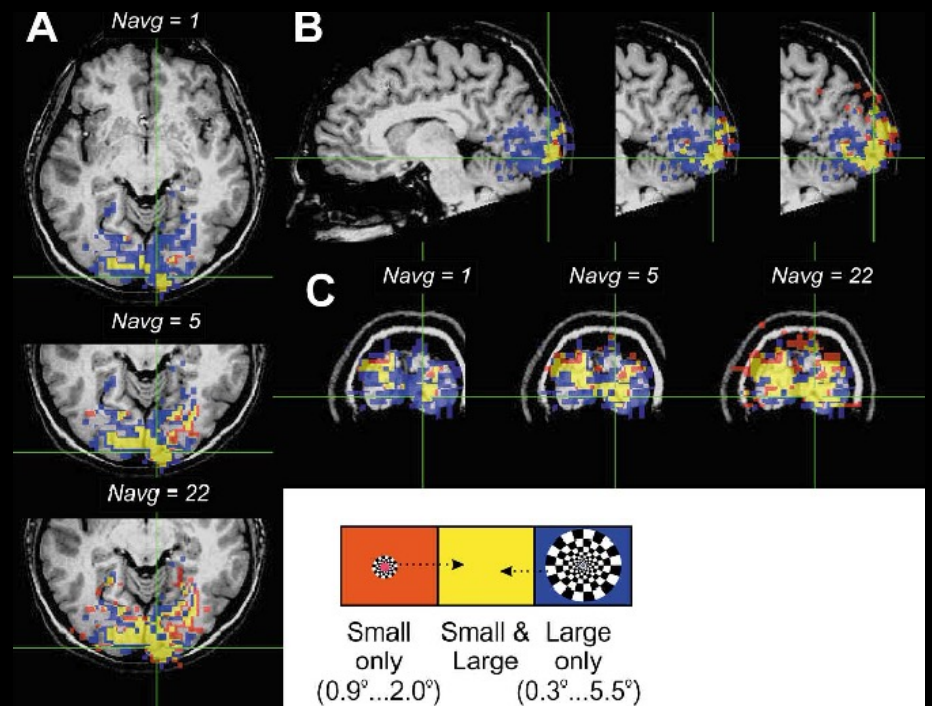 A
Navg = 1
B
Navg = 5
Navg = 22
C
Navg = 1
Navg = 5
Navg = 22
Small only (0.9°...2.0°)
Small & Large
Large only (0.3°...5.5°)